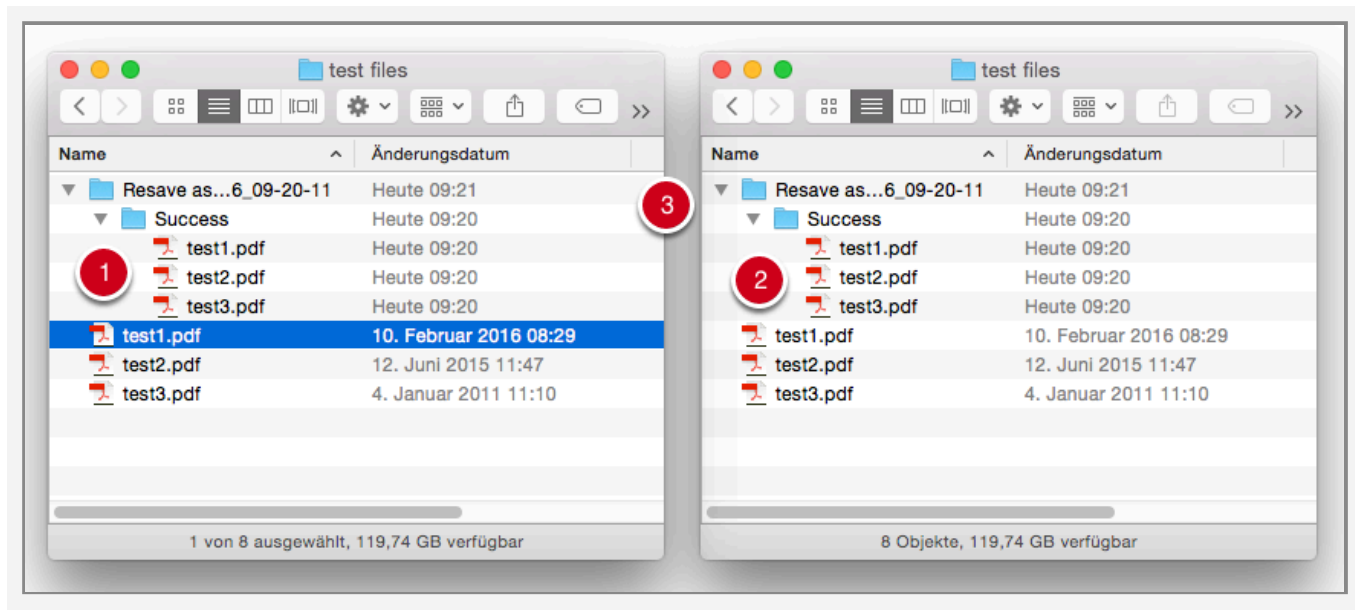 test files
Name Änderungsdatum
Resave as...6_09-20-11 Heute 09:21
Success Heute 09:20
test1.pdf Heute 09:20
1 test2.pdf Heute 09:20
test3.pdf Heute 09:20
test1.pdf 10. Februar 2016 08:29
test2.pdf 12. Juni 2015 11:47
test3.pdf 4. Januar 2011 11:10
1 von 8 ausgewählt, 119,74 GB verfügbar
3
test files
Name Änderungsdatum
Resave as...6_09-20-11 Heute 09:21
Success Heute 09:20
test1.pdf Heute 09:20
2 test2.pdf Heute 09:20
test3.pdf Heute 09:20
test1.pdf 10. Februar 2016 08:29
test2.pdf 12. Juni 2015 11:47
test3.pdf 4. Januar 2011 11:10
8 Objekte, 119,74 GB verfügbar